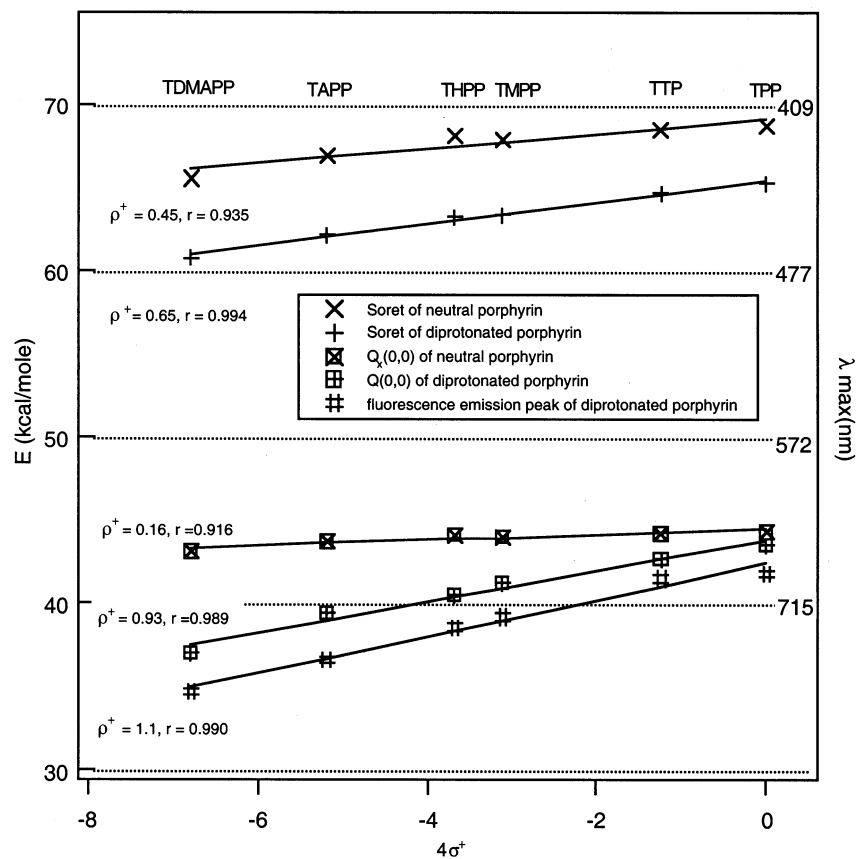 TDMAPP TAPP THPP TMPP TTP TPP
70
409
ρ⁺ = 0.45, r = 0.935
60
477
ρ⁺ = 0.65, r = 0.994
Soret of neutral porphyrin
Soret of diprotonated porphyrin
Qₓ(0,0) of neutral porphyrin
Q(0,0) of diprotonated porphyrin
fluorescence emission peak of diprotonated porphyrin
E (kcal/mole)
λ max(nm)
50
572
ρ⁺ = 0.16, r =0.916
40
715
ρ⁺ = 0.93, r =0.989
ρ⁺ = 1.1, r = 0.990
30
-8 -6 -4 -2 0
4σ⁺